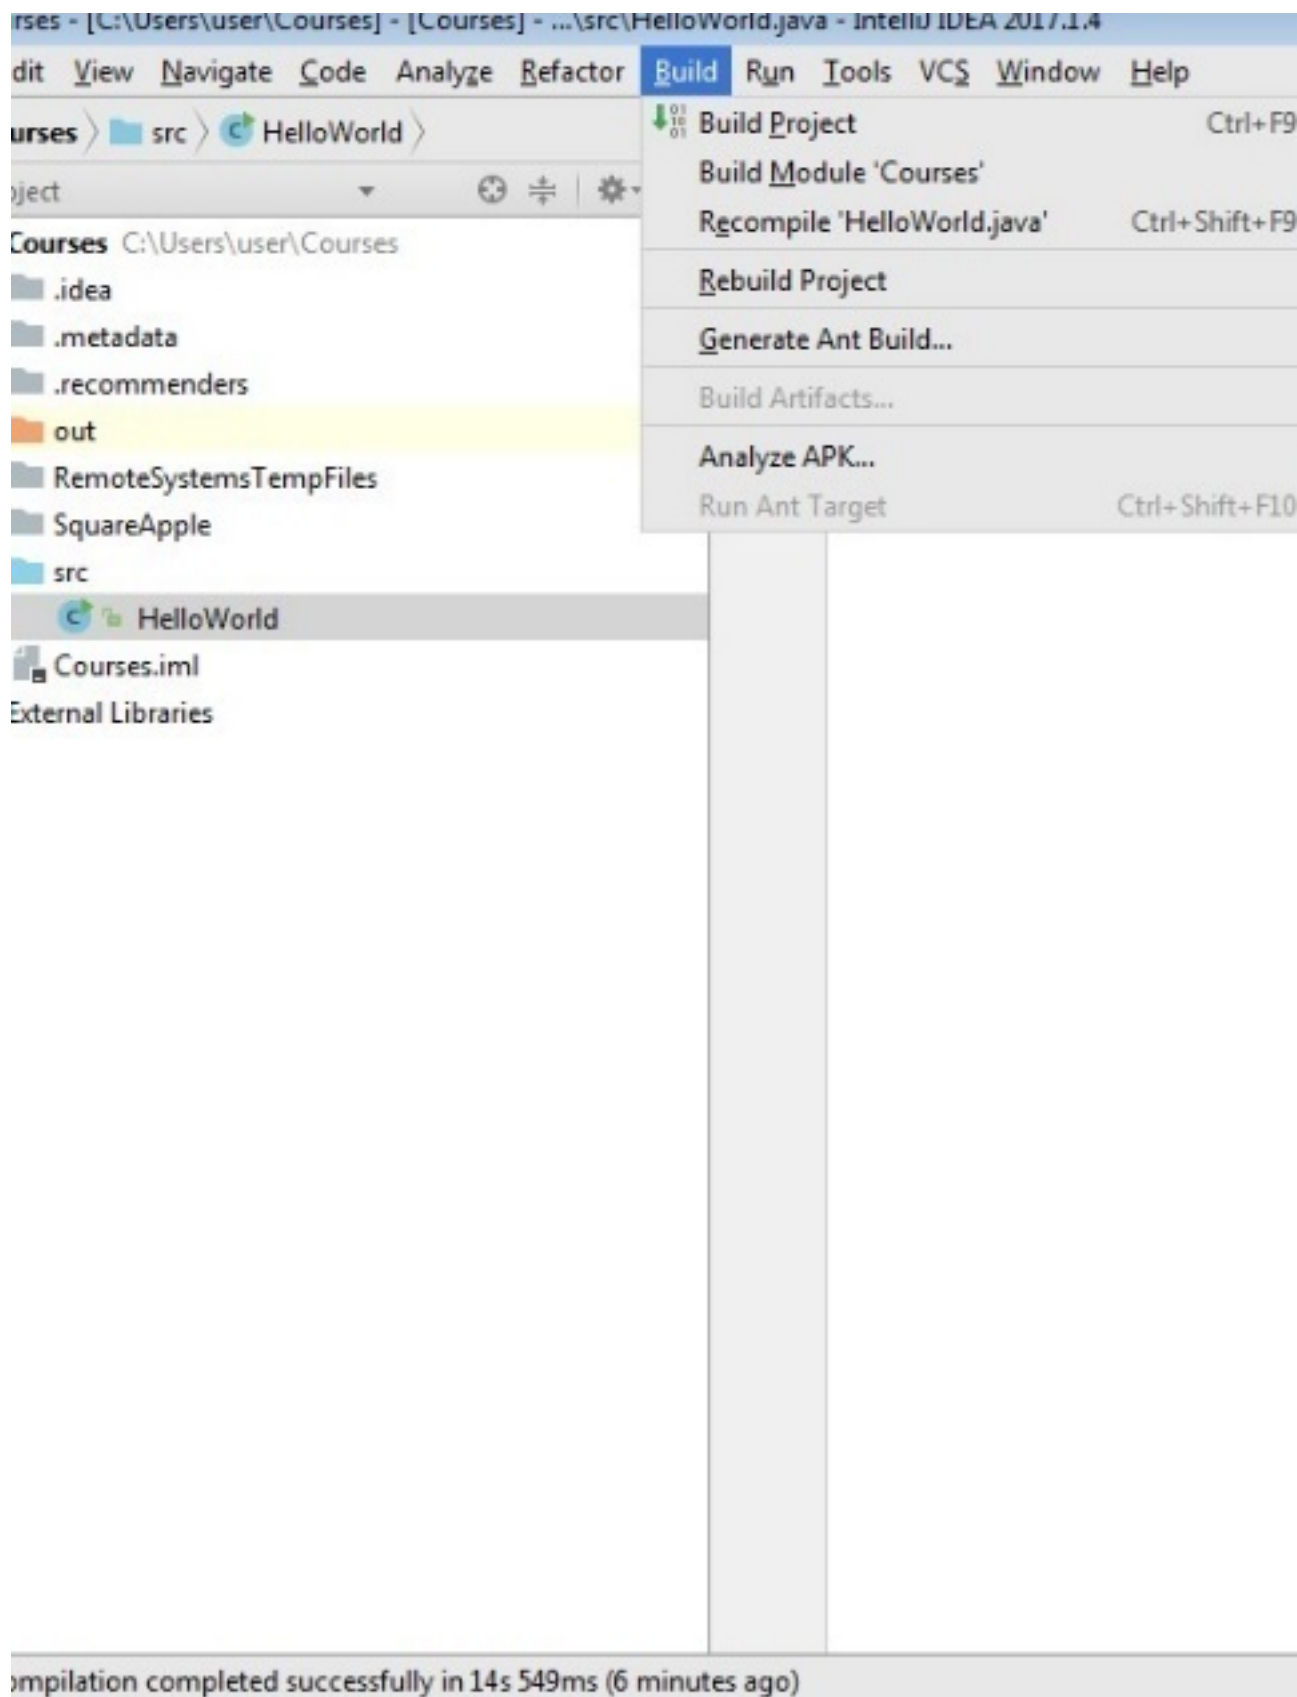 rses - [C:\Users\user\Courses] - [Courses] - ...\src\HelloWorld.java - IntelliJ IDEA 2017.1.4
dit View Navigate Code Analyze Refactor Build Run Tools VCS Window Help
urses src HelloWorld
ject
Build Project Ctrl+F9
Build Module 'Courses'
Recompile 'HelloWorld.java' Ctrl+Shift+F9
Rebuild Project
Generate Ant Build...
Build Artifacts...
Analyze APK...
Run Ant Target Ctrl+Shift+F10
Courses C:\Users\user\Courses
.idea
.metadata
.recommenders
out
RemoteSystemsTempFiles
SquareApple
src
HelloWorld
Courses.iml
External Libraries
ompilation completed successfully in 14s 549ms (6 minutes ago)